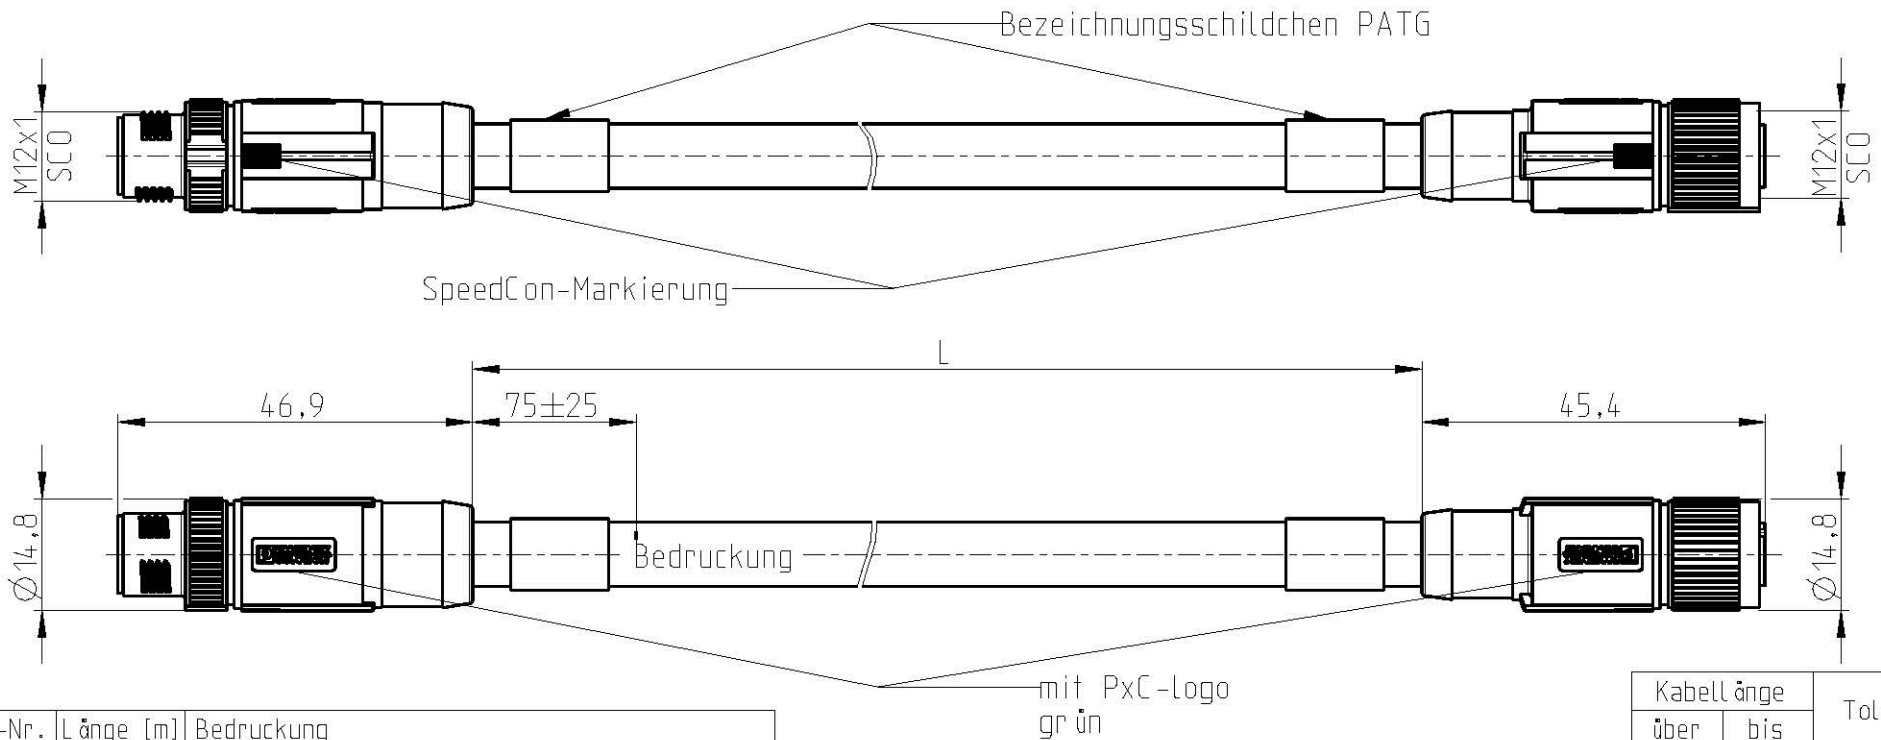 Bezeichnungsschildchen PATG
M12x1
SCO
M12x1
SCO
SpeedCon-Markierung
L
46,9
75±25
45,4
Ø14,8
Bedruckung
Ø14,8
mit PxC-logo
grün
Kabellänge
Tol
über
bis
-Nr.
Länge [m]
Bedruckung